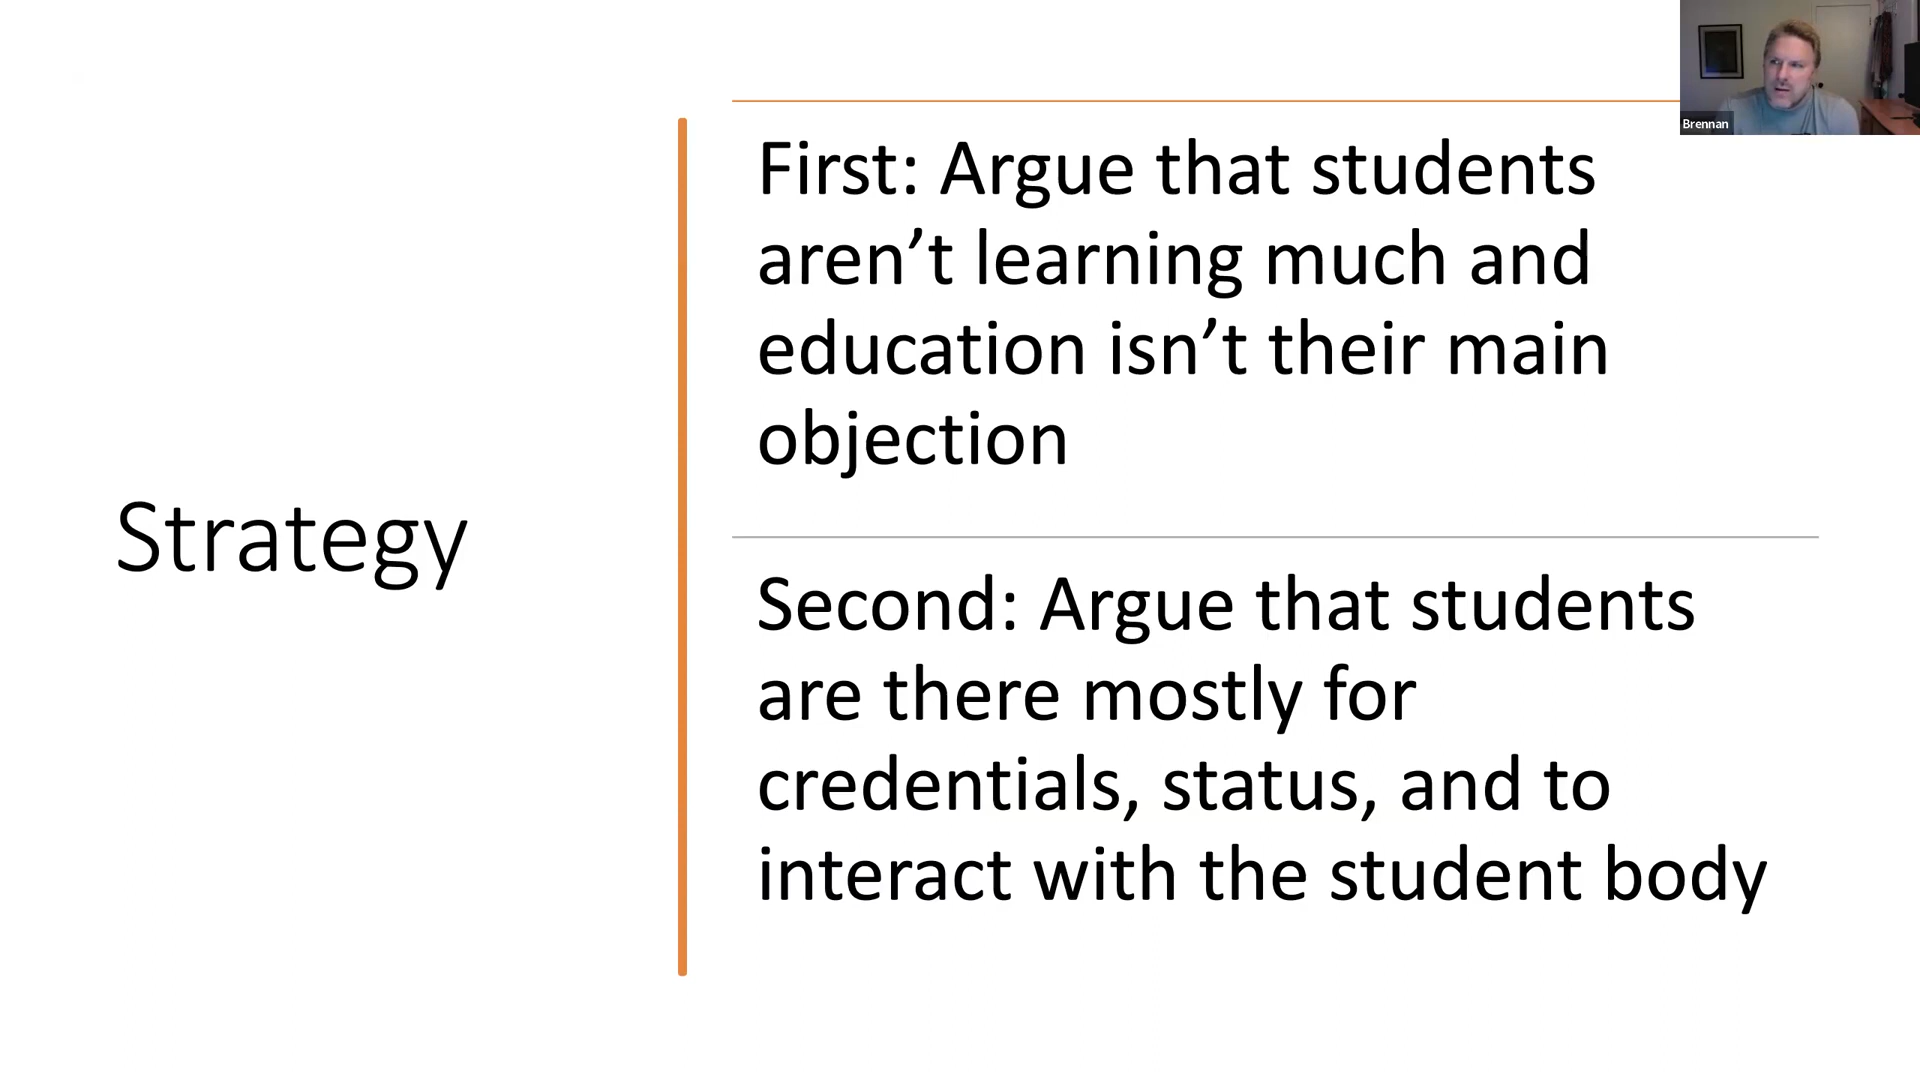 Brennan
First: Argue that students
aren’t learning much and
education isn’t their main
objection
Strategy
Second: Argue that students
are there mostly for
credentials, status, and to
interact with the student body